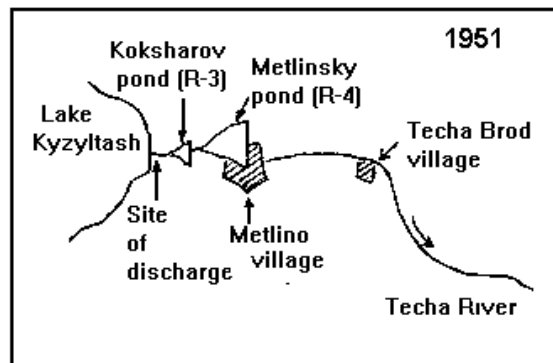 1951
Koksharov
pond (R-3)
Metlinsky
pond (R-4)
Lake
Kyzyltash
Techa Brod
village
Site
of
discharge
Metlino
village
Techa River